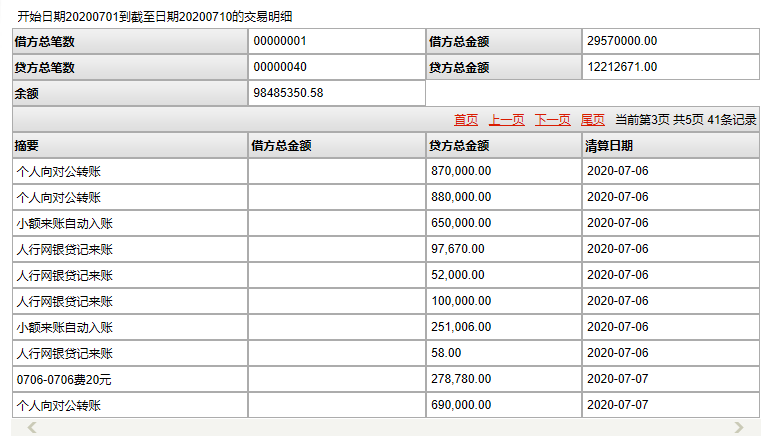 开始日期20200701到截至日期20200710的交易明细
借方总笔数 00000001 借方总金额 29570000.00
贷方总笔数 00000040 贷方总金额 12212671.00
余额 98485350.58
首页 上一页 下一页 尾页 当前第3页 共5页 41条记录
摘要 借方总金额 贷方总金额 清算日期
个人向对公转账 870,000.00 2020-07-06
个人向对公转账 880,000.00 2020-07-06
小额来账自动入账 650,000.00 2020-07-06
人行网银贷记来账 97,670.00 2020-07-06
人行网银贷记来账 52,000.00 2020-07-06
人行网银贷记来账 100,000.00 2020-07-06
小额来账自动入账 251,006.00 2020-07-06
人行网银贷记来账 58.00 2020-07-06
0706-0706费20元 278,780.00 2020-07-07
个人向对公转账 690,000.00 2020-07-07